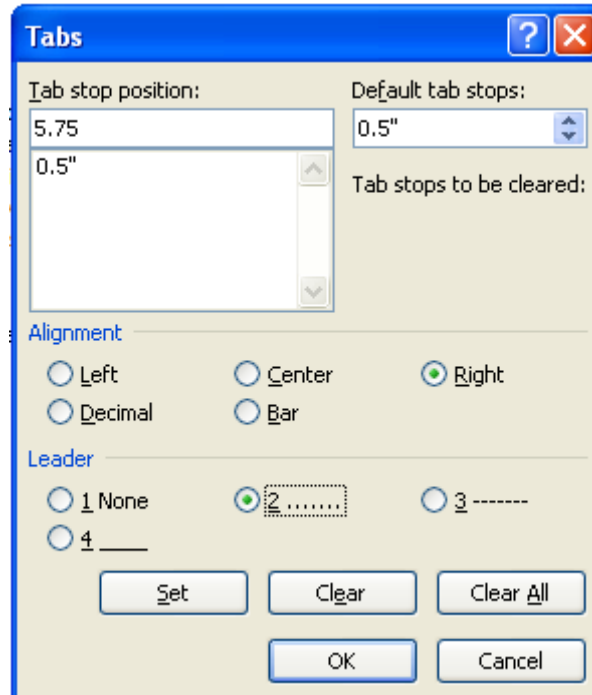 Tabs
Tab stop position: Default tab stops:
5.75 0.5"
0.5"
Tab stops to be cleared:
Alignment
Left Center Right
Decimal Bar
Leader
1 None 2 ....... 3 -------
4 ____
Set Clear Clear All
OK Cancel